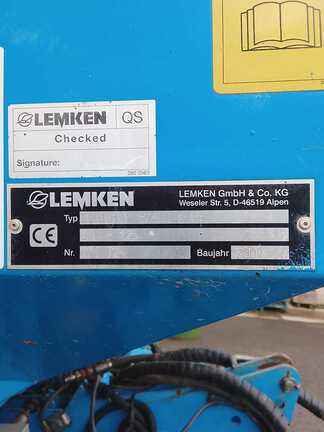 LEMKEN QS
Checked
Signature:
LEMKEN
LEMKEN GmbH & Co. KG
Weseler Str. 5, D-46519 Alpen
Typ
CE
Nr.
Baujahr